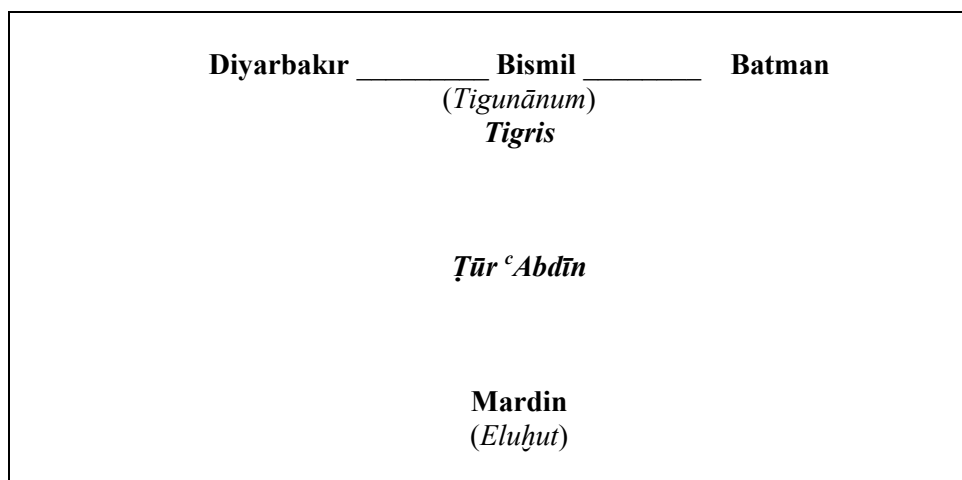 Diyarbakır _________ Bismil ________ Batman
(Tigunānum)
Tigris
Ṭūr ᶜAbdīn
Mardin
(Eluḫut)